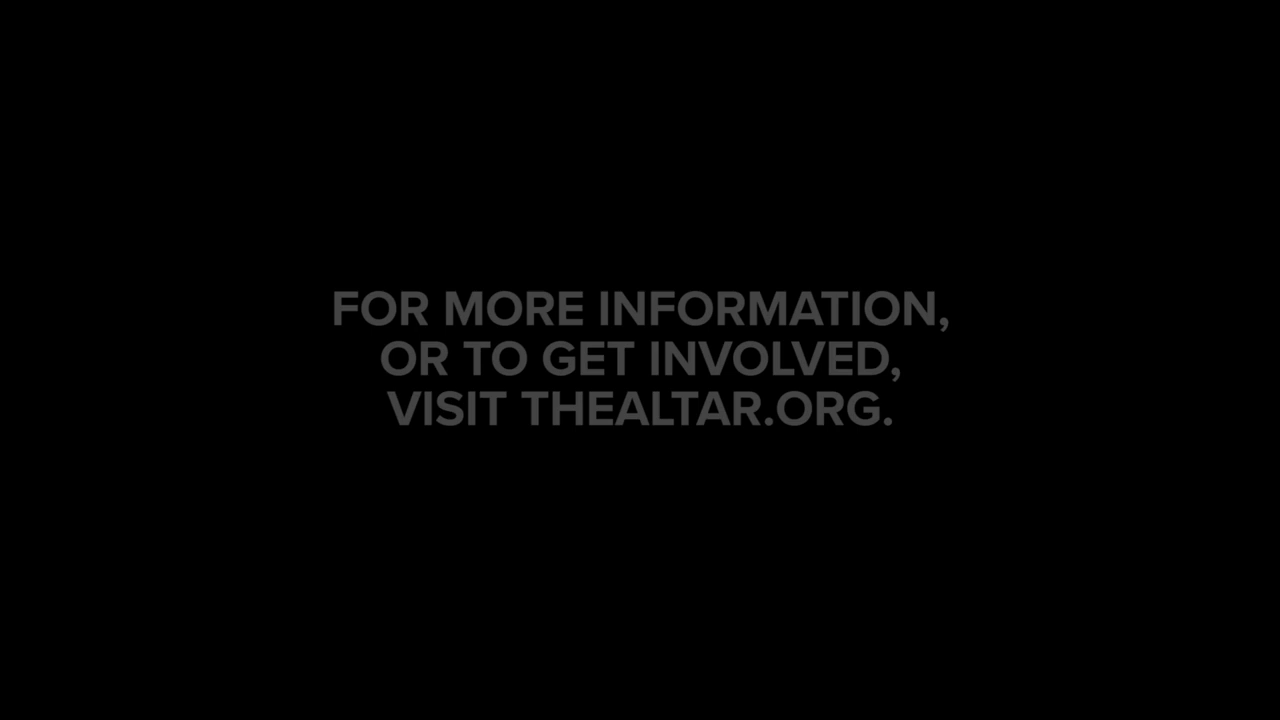 FOR MORE INFORMATION,
OR TO GET INVOLVED,
VISIT THEALTAR.ORG.